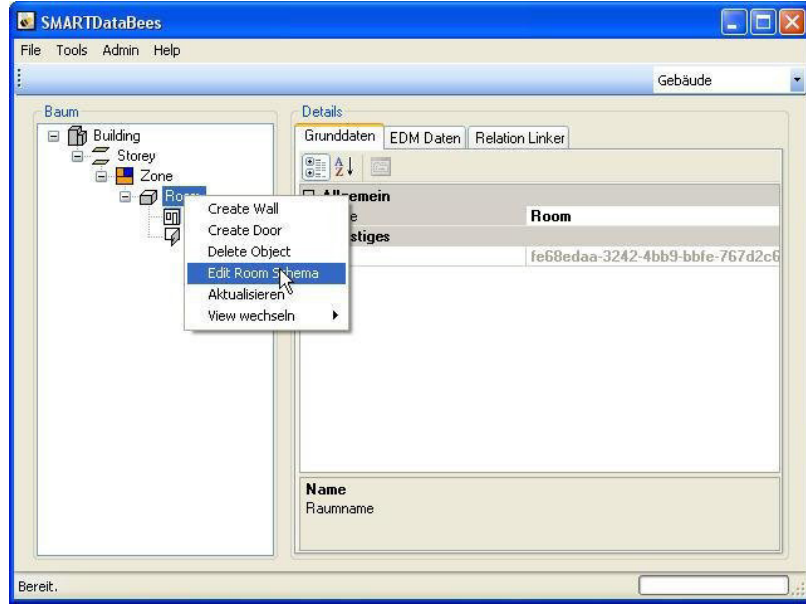 SMARTDataBees
File Tools Admin Help
Gebäude
Baum
Building
Storey
Zone
Room
Create Wall
Create Door
Delete Object
Edit Room Schema
Aktualisieren
View wechseln
Details
Grunddaten EDM Daten Relation Linker
Allgemein
e Room
stiges
fe68edaa-3242-4bb9-bbfe-767d2c6
Name
Raumname
Bereit.